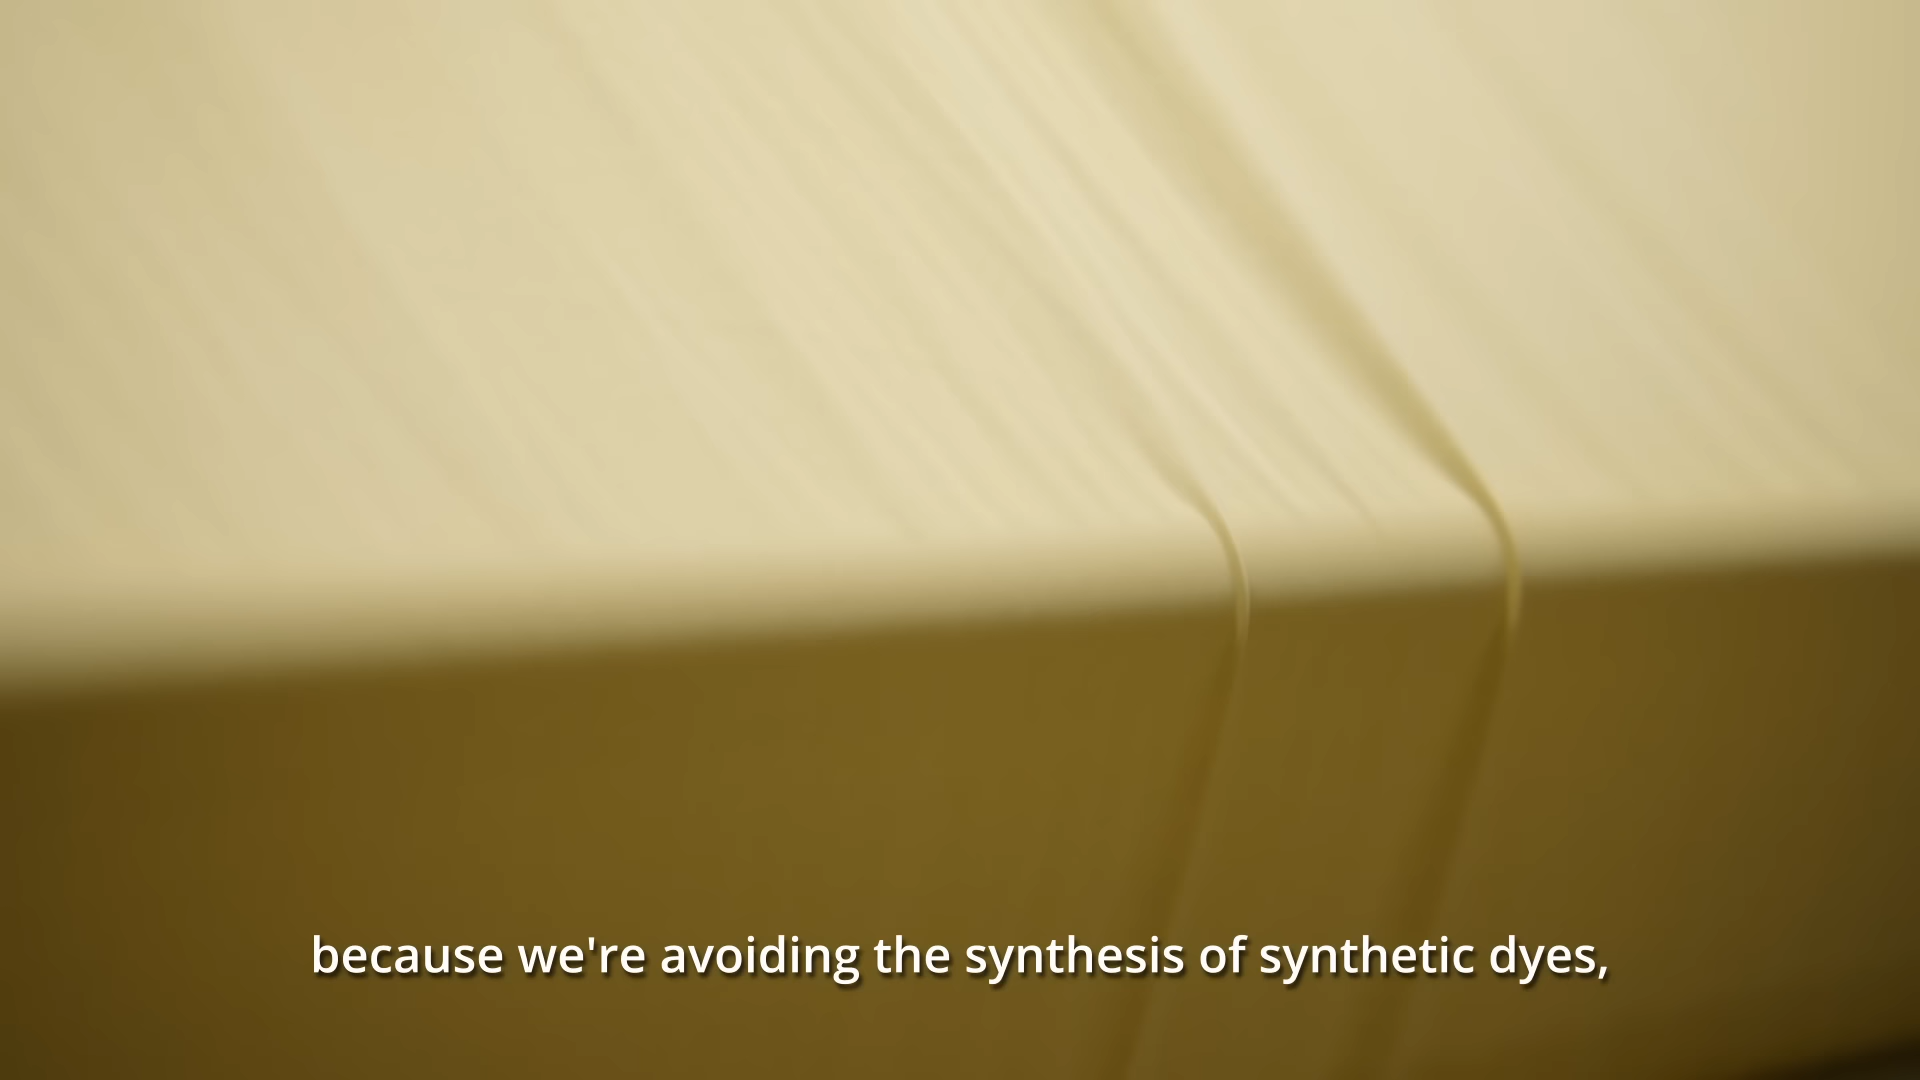 because we're avoiding the synthesis of synthetic dyes,